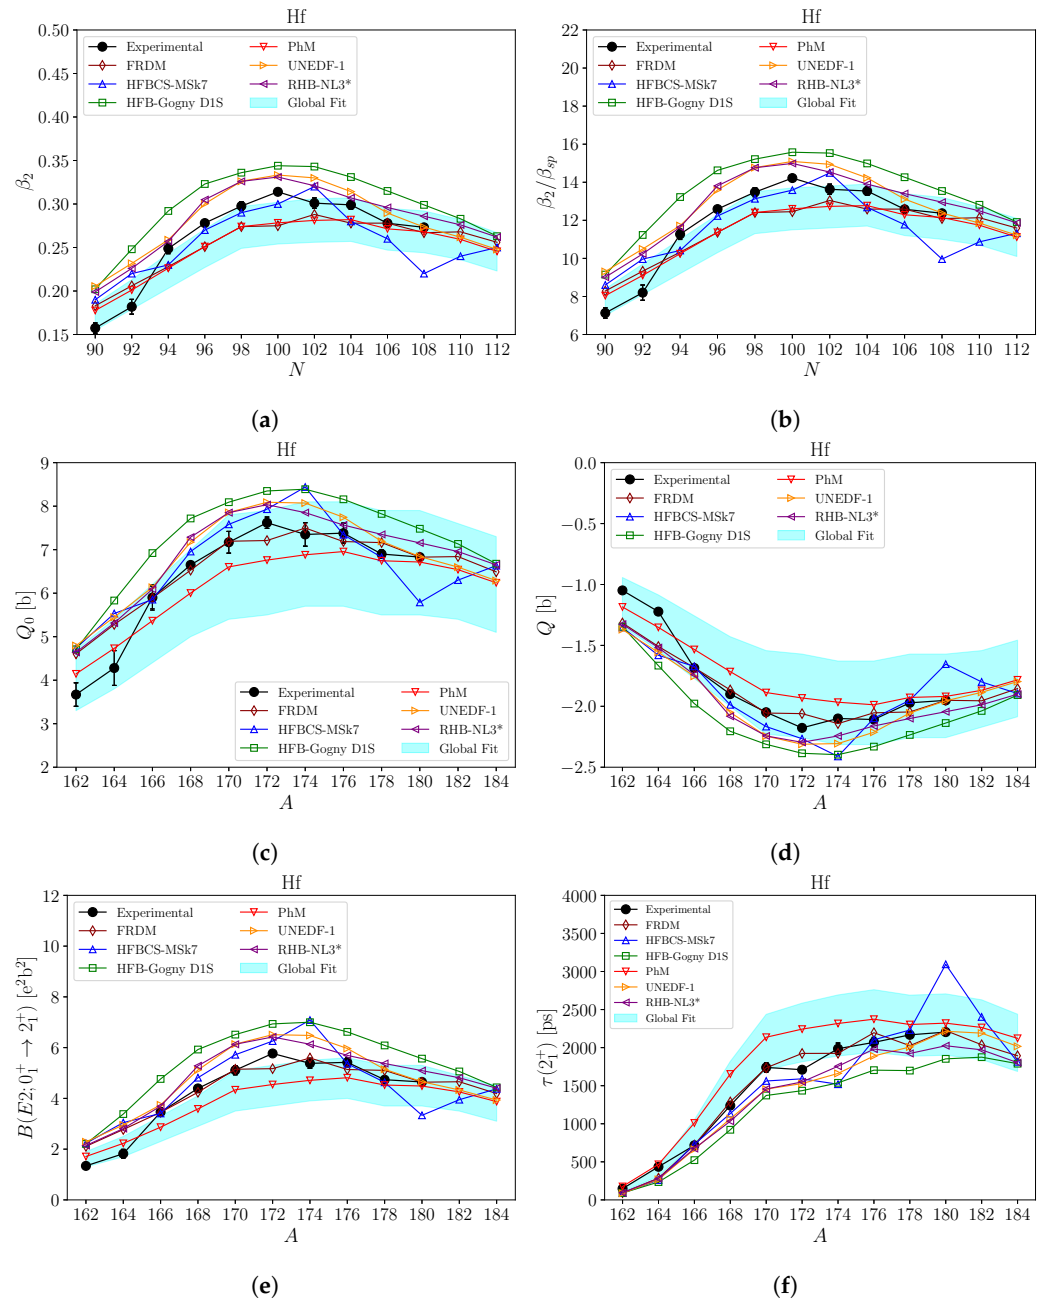 Hf
β₂
0.50
0.45
0.40
0.35
0.30
0.25
0.20
0.15
Experimental
FRDM
HFBCS-MSk7
HFB-Gogny D1S
PhM
UNEDF-1
RHB-NL3*
Global Fit
90 92 94 96 98 100 102 104 106 108 110 112
N
(a)
Hf
β₂/βsp
22
20
18
16
14
12
10
8
6
Experimental
FRDM
HFBCS-MSk7
HFB-Gogny D1S
PhM
UNEDF-1
RHB-NL3*
Global Fit
90 92 94 96 98 100 102 104 106 108 110 112
N
(b)
Hf
Q₀ [b]
9
8
7
6
5
4
3
2
Experimental
FRDM
HFBCS-MSk7
HFB-Gogny D1S
PhM
UNEDF-1
RHB-NL3*
Global Fit
162 164 166 168 170 172 174 176 178 180 182 184
A
(c)
Hf
Q [b]
0.0
−0.5
−1.0
−1.5
−2.0
−2.5
Experimental
FRDM
HFBCS-MSk7
HFB-Gogny D1S
PhM
UNEDF-1
RHB-NL3*
Global Fit
162 164 166 168 170 172 174 176 178 180 182 184
A
(d)
Hf
B(E2; 0₁⁺ → 2₁⁺) [e²b²]
12
10
8
6
4
2
0
Experimental
FRDM
HFBCS-MSk7
HFB-Gogny D1S
PhM
UNEDF-1
RHB-NL3*
Global Fit
162 164 166 168 170 172 174 176 178 180 182 184
A
(e)
Hf
τ(2₁⁺) [ps]
4000
3500
3000
2500
2000
1500
1000
500
0
Experimental
FRDM
HFBCS-MSk7
HFB-Gogny D1S
PhM
UNEDF-1
RHB-NL3*
Global Fit
162 164 166 168 170 172 174 176 178 180 182 184
A
(f)